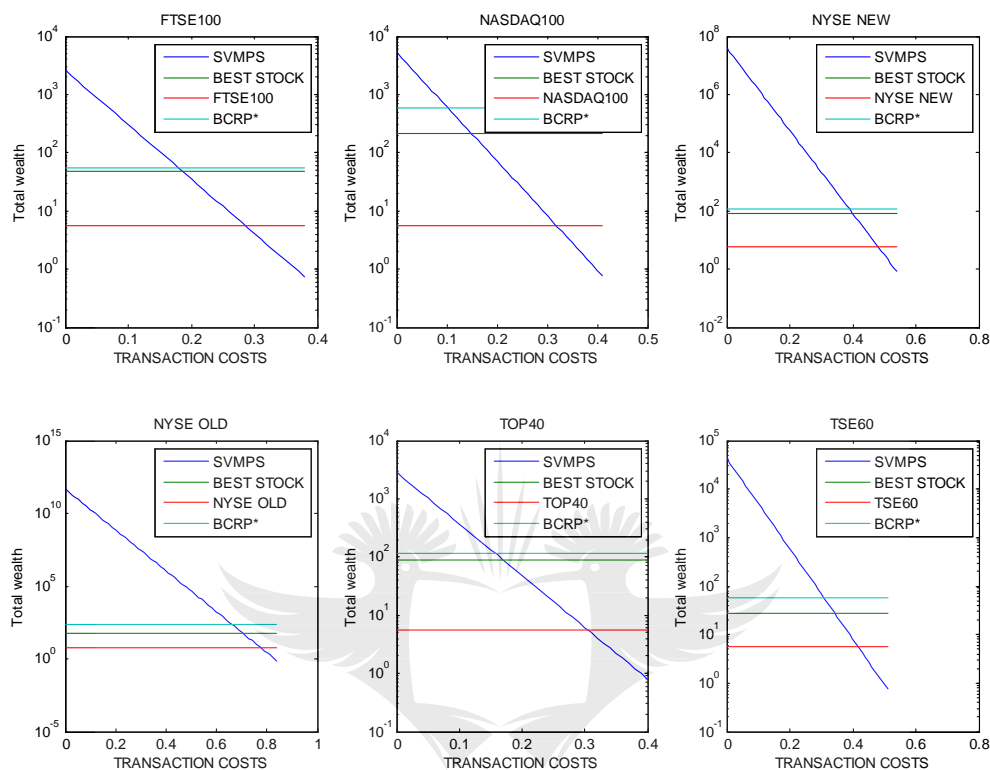 FTSE100
10^4
10^3
10^2
10^1
10^0
10^-1
Total wealth
0 0.1 0.2 0.3 0.4
TRANSACTION COSTS
SVMPS
BEST STOCK
FTSE100
BCRP*
NASDAQ100
10^4
10^3
10^2
10^1
10^0
10^-1
Total wealth
0 0.1 0.2 0.3 0.4 0.5
TRANSACTION COSTS
SVMPS
BEST STOCK
NASDAQ100
BCRP*
NYSE NEW
10^8
10^6
10^4
10^2
10^0
10^-2
Total wealth
0 0.2 0.4 0.6 0.8
TRANSACTION COSTS
SVMPS
BEST STOCK
NYSE NEW
BCRP*
NYSE OLD
10^15
10^10
10^5
10^0
10^-5
Total wealth
0 0.2 0.4 0.6 0.8 1
TRANSACTION COSTS
SVMPS
BEST STOCK
NYSE OLD
BCRP*
TOP40
10^4
10^3
10^2
10^1
10^0
10^-1
Total wealth
0 0.1 0.2 0.3 0.4
TRANSACTION COSTS
SVMPS
BEST STOCK
TOP40
BCRP*
TSE60
10^5
10^4
10^3
10^2
10^1
10^0
10^-1
Total wealth
0 0.2 0.4 0.6 0.8
TRANSACTION COSTS
SVMPS
BEST STOCK
TSE60
BCRP*